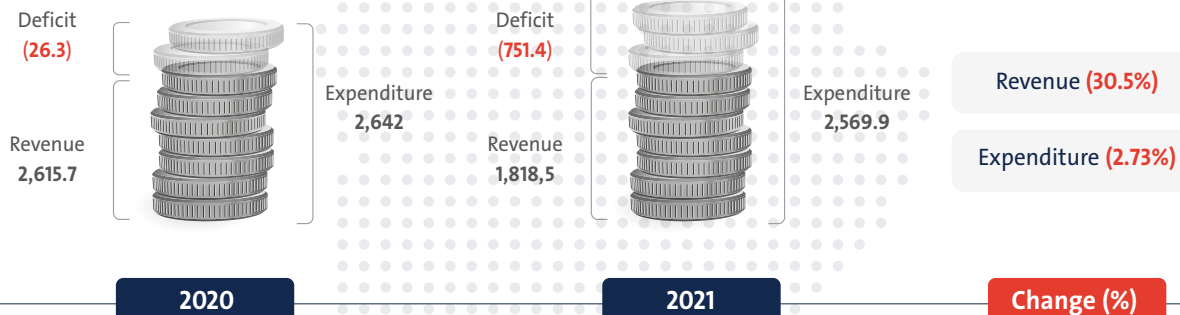 Deficit
(26.3)
Revenue
2,615.7
Expenditure
2,642
2020
Deficit
(751.4)
Revenue
1,818,5
Expenditure
2,569.9
2021
Revenue (30.5%)
Expenditure (2.73%)
Change (%)